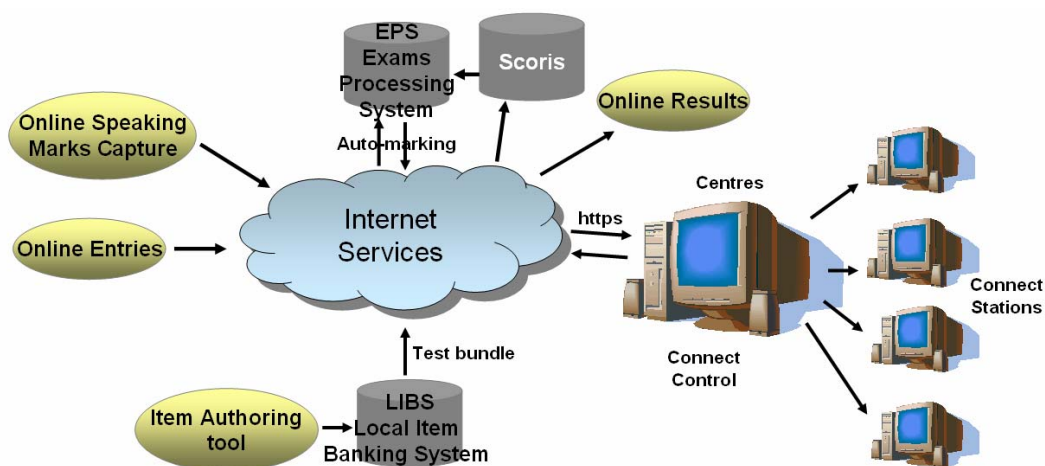 EPS
Exams
Processing
System
Scoris
Online Results
Online Speaking
Marks Capture
Auto-marking
Centres
Internet
Services
https
Online Entries
Connect
Stations
Test bundle
Connect
Control
Item Authoring
tool
LIBS
Local Item
Banking System